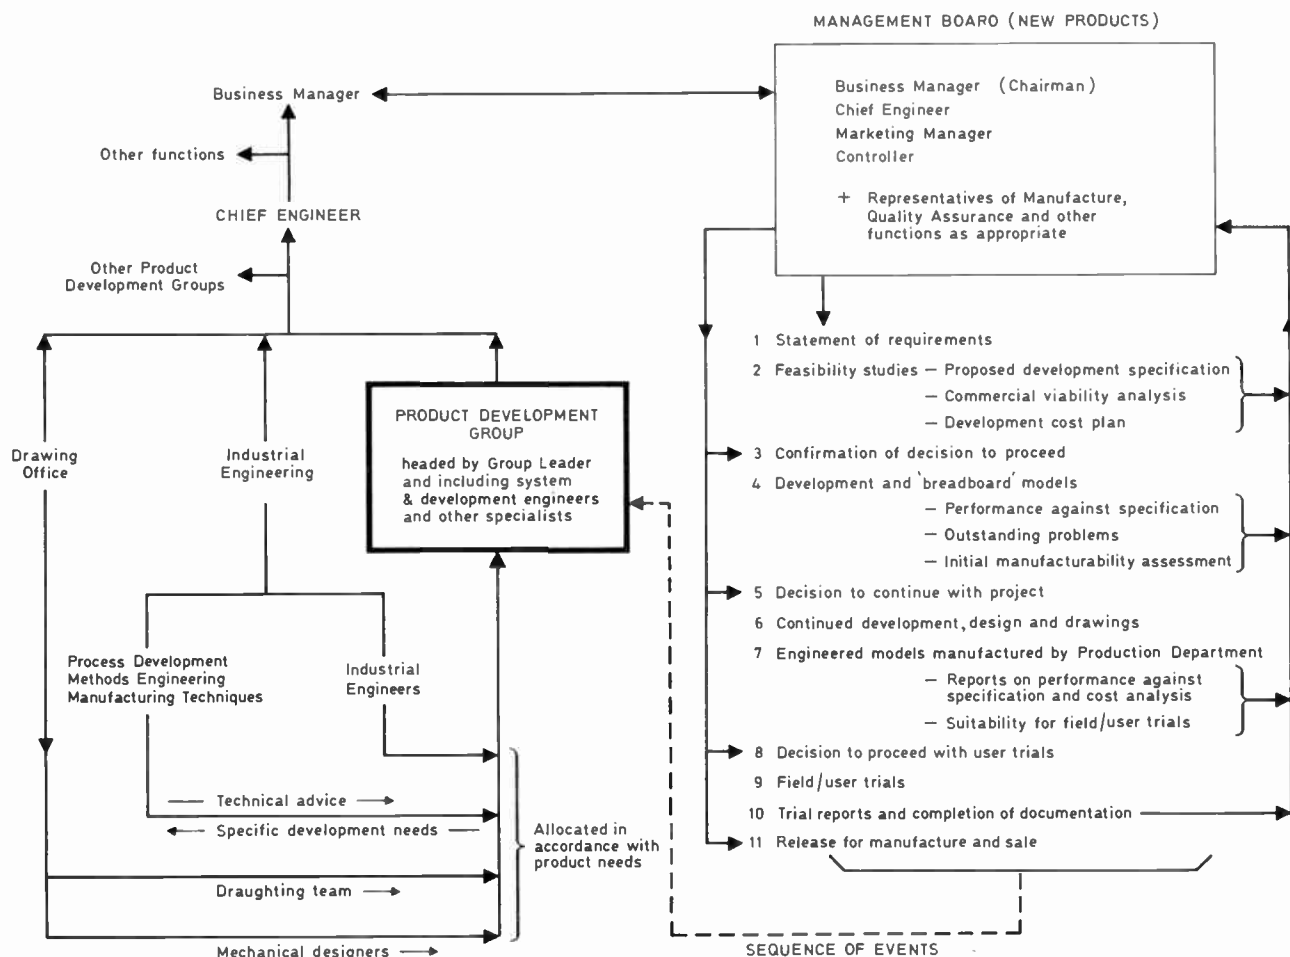 MANAGEMENT BOARD (NEW PRODUCTS)
Business Manager (Chairman)
Chief Engineer
Marketing Manager
Controller
+ Representatives of Manufacture,
Quality Assurance and other
functions as appropriate
Business Manager
Other functions
CHIEF ENGINEER
Other Product
Development Groups
Drawing
Office
Industrial
Engineering
PRODUCT DEVELOPMENT
GROUP
headed by Group Leader
and including system
& development engineers
and other specialists
Process Development
Methods Engineering
Manufacturing Techniques
Industrial
Engineers
Technical advice
Specific development needs
Draughting team
Mechanical designers
Allocated in
accordance with
product needs
1 Statement of requirements
2 Feasibility studies – Proposed development specification
– Commercial viability analysis
– Development cost plan
3 Confirmation of decision to proceed
4 Development and 'breadboard' models
– Performance against specification
– Outstanding problems
– Initial manufacturability assessment
5 Decision to continue with project
6 Continued development, design and drawings
7 Engineered models manufactured by Production Department
– Reports on performance against
specification and cost analysis
– Suitability for field/user trials
8 Decision to proceed with user trials
9 Field/user trials
10 Trial reports and completion of documentation
11 Release for manufacture and sale
SEQUENCE OF EVENTS